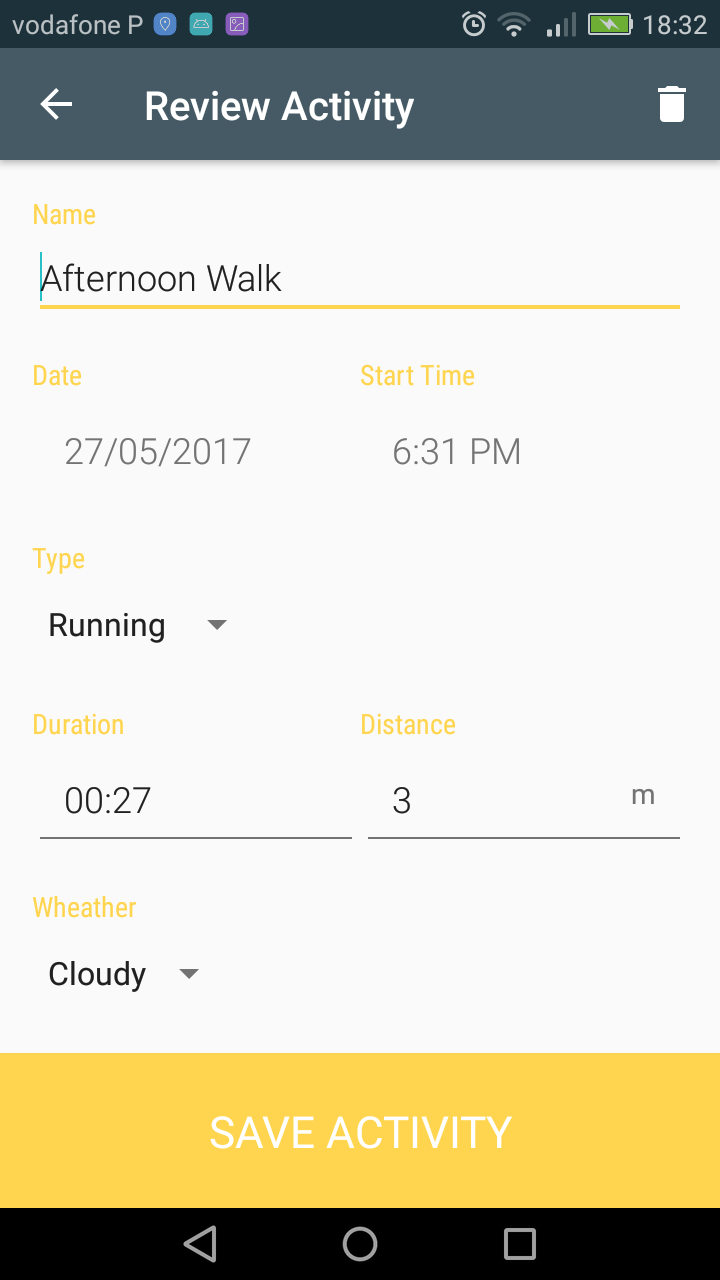 vodafone P 18:32
Review Activity
Name
Afternoon Walk
Date Start Time
27/05/2017 6:31 PM
Type
Running
Duration Distance
00:27 3 m
Wheather
Cloudy
SAVE ACTIVITY